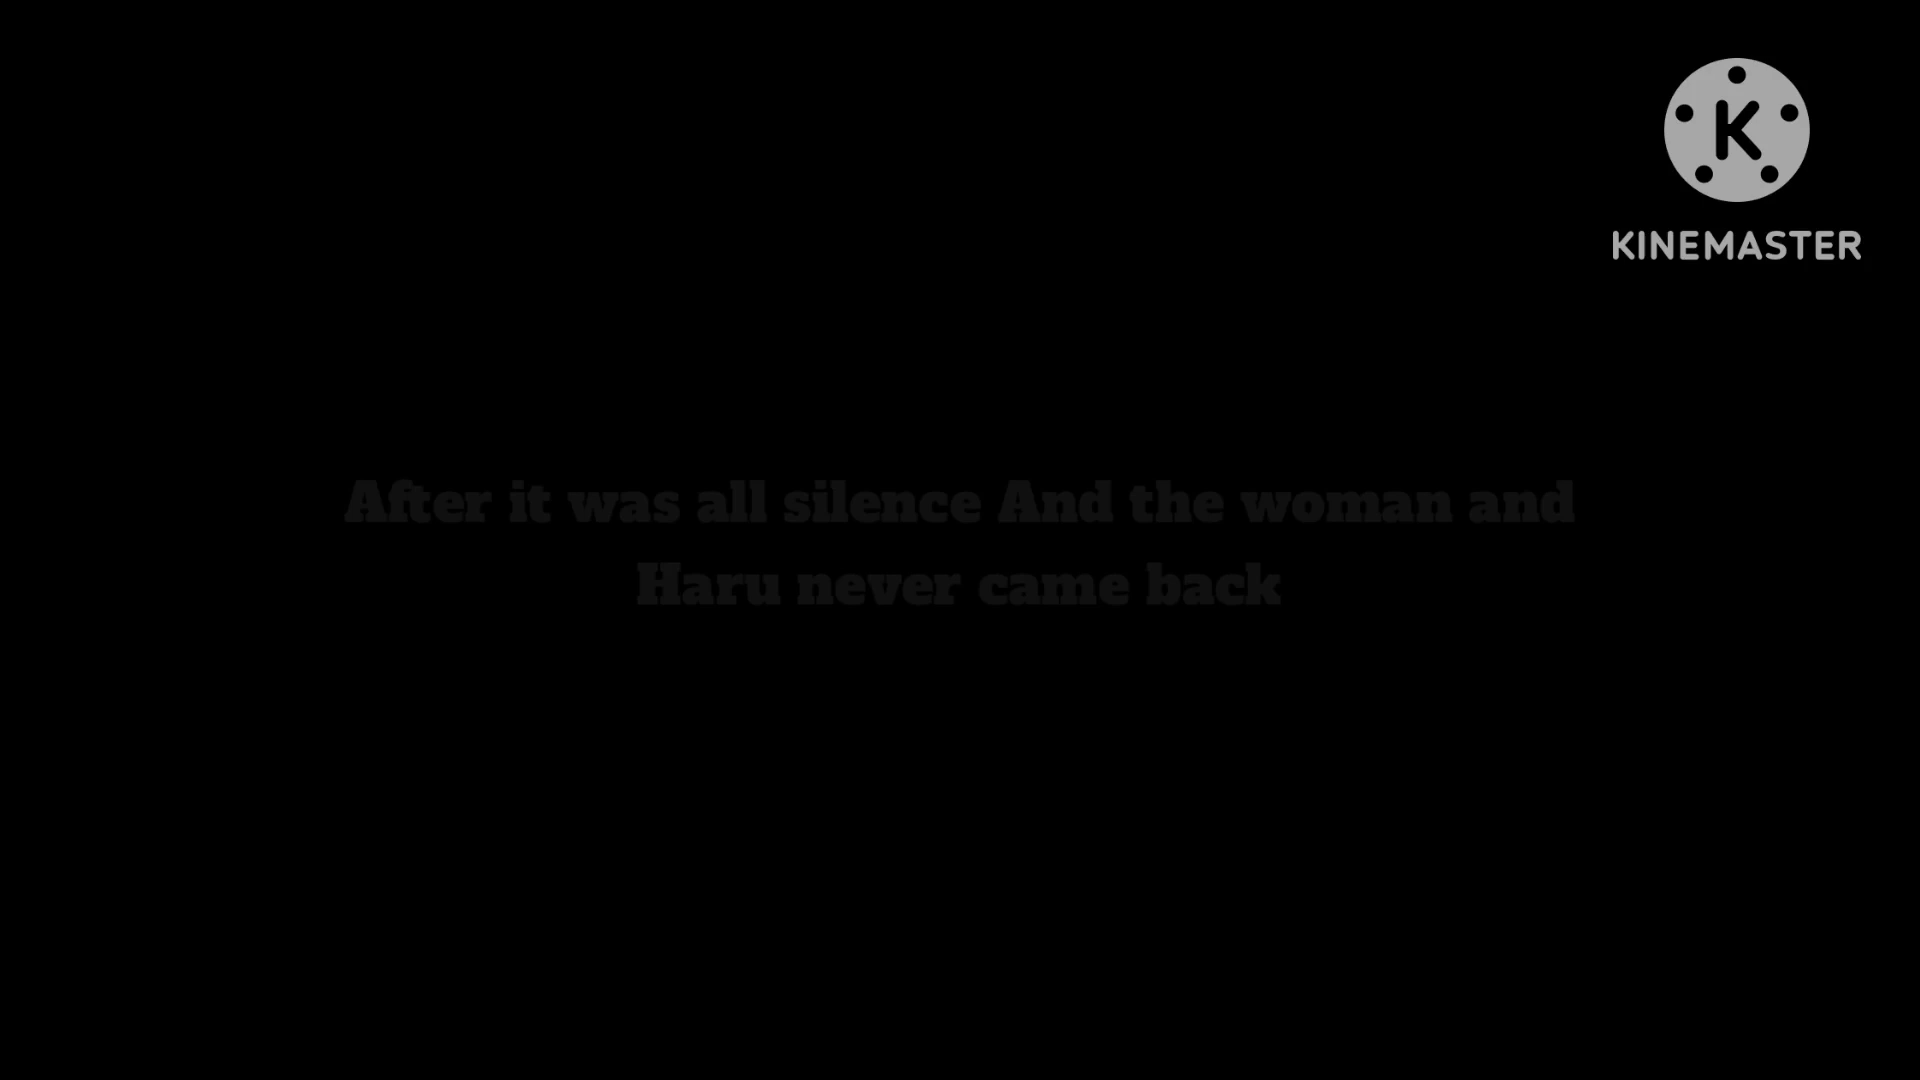 K
KINEMASTER
After it was all silence And the woman and
Haru never came back